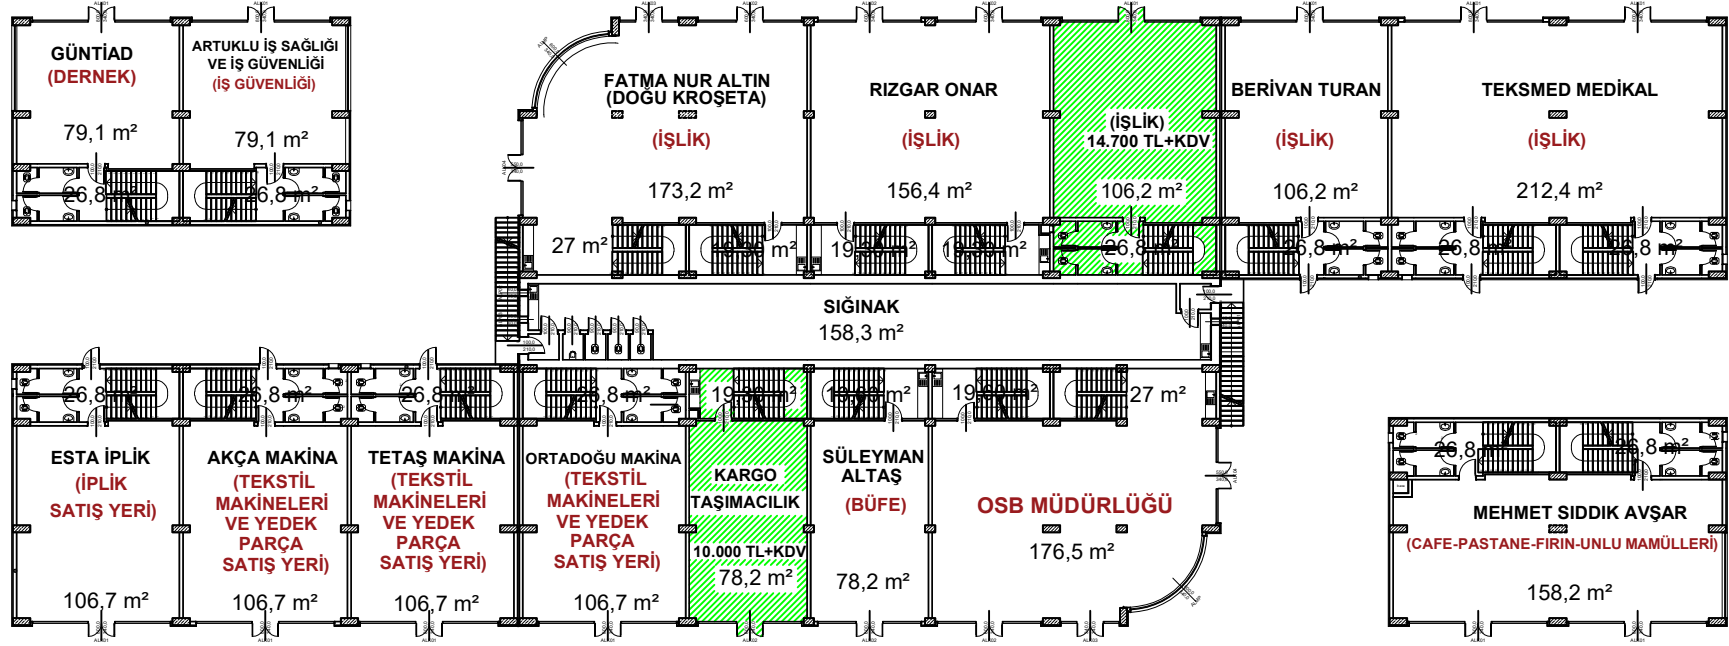 GÜNTİAD
(DERNEK)
79,1 m²
26,8 m²
ARTUKLU İŞ SAĞLIĞI
VE İŞ GÜVENLİĞİ
(İŞ GÜVENLİĞİ)
79,1 m²
26,8 m²
FATMA NUR ALTIN
(DOĞU KROŞETA)
(İŞLİK)
173,2 m²
27 m²
RIZGAR ONAR
(İŞLİK)
156,4 m²
(İŞLİK)
14.700 TL+KDV
106,2 m²
26,8 m²
BERİVAN TURAN
(İŞLİK)
106,2 m²
26,8 m²
TEKSMED MEDİKAL
(İŞLİK)
212,4 m²
26,8 m²
26,8 m²
SIĞINAK
158,3 m²
26,8 m²
ESTA İPLİK
(İPLİK
SATIŞ YERİ)
106,7 m²
26,8 m²
AKÇA MAKİNA
(TEKSTİL
MAKİNELERİ
VE YEDEK
PARÇA
SATIŞ YERİ)
106,7 m²
26,8 m²
TETAŞ MAKİNA
(TEKSTİL
MAKİNELERİ
VE YEDEK
PARÇA
SATIŞ YERİ)
106,7 m²
26,8 m²
ORTADOĞU MAKİNA
(TEKSTİL
MAKİNELERİ
VE YEDEK
PARÇA
SATIŞ YERİ)
106,7 m²
KARGO
TAŞIMACILIK
10.000 TL+KDV
78,2 m²
SÜLEYMAN
ALTAŞ
(BÜFE)
78,2 m²
27 m²
OSB MÜDÜRLÜĞÜ
176,5 m²
26,8 m²
26,8 m²
MEHMET SIDDIK AVŞAR
(CAFE-PASTANE-FIRIN-UNLU MAMÜLLERİ)
158,2 m²